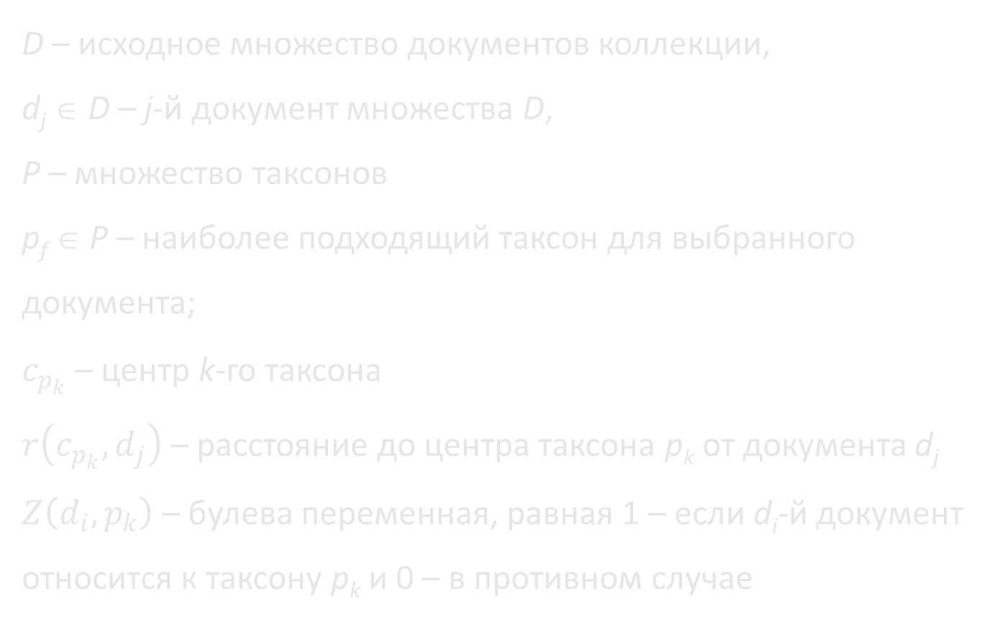 D – исходное множество документов коллекции,
d_j ∈ D – j-й документ множества D,
P – множество таксонов
p_f ∈ P – наиболее подходящий таксон для выбранного
документа;
c_{p_k} – центр k-го таксона
r(c_{p_k}, d_j) – расстояние до центра таксона p_k от документа d_j
Z(d_i, p_k) – булева переменная, равная 1 – если d_i-й документ
относится к таксону p_k и 0 – в противном случае